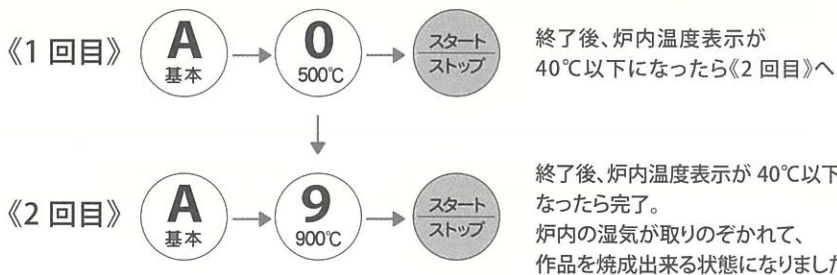 《1 回目》
A
基本
0
500℃
スタート
ストップ
終了後、炉内温度表示が
40℃以下になったら《2 回目》へ
《2 回目》
A
基本
9
900℃
スタート
ストップ
終了後、炉内温度表示が 40℃以下
なったら完了。
炉内の湿気が取りのぞかれて、
作品を焼成出来る状態になりました